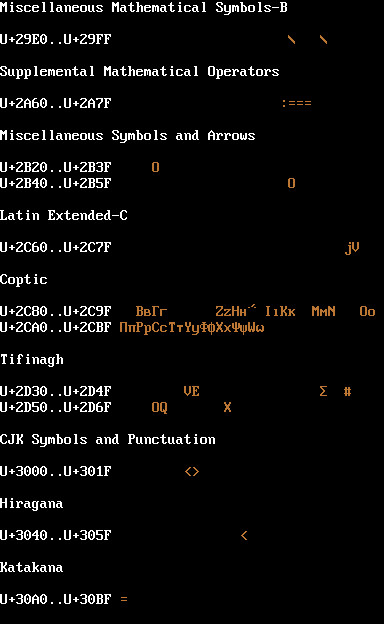 Miscellaneous Mathematical Symbols-B
U+29E0..U+29FF \ \
Supplemental Mathematical Operators
U+2A60..U+2A7F :===
Miscellaneous Symbols and Arrows
U+2B20..U+2B3F O
U+2B40..U+2B5F O
Latin Extended-C
U+2C60..U+2C7F jV
Coptic
U+2C80..U+2C9F ВвГг ZzHн IıKк MмN Oo
U+2CA0..U+2CBF ПпРрСсТтYyФϕXxΨψWω
Tifinagh
U+2D30..U+2D4F VE Σ #
U+2D50..U+2D6F OQ X
CJK Symbols and Punctuation
U+3000..U+301F <>
Hiragana
U+3040..U+305F <
Katakana
U+30A0..U+30BF =